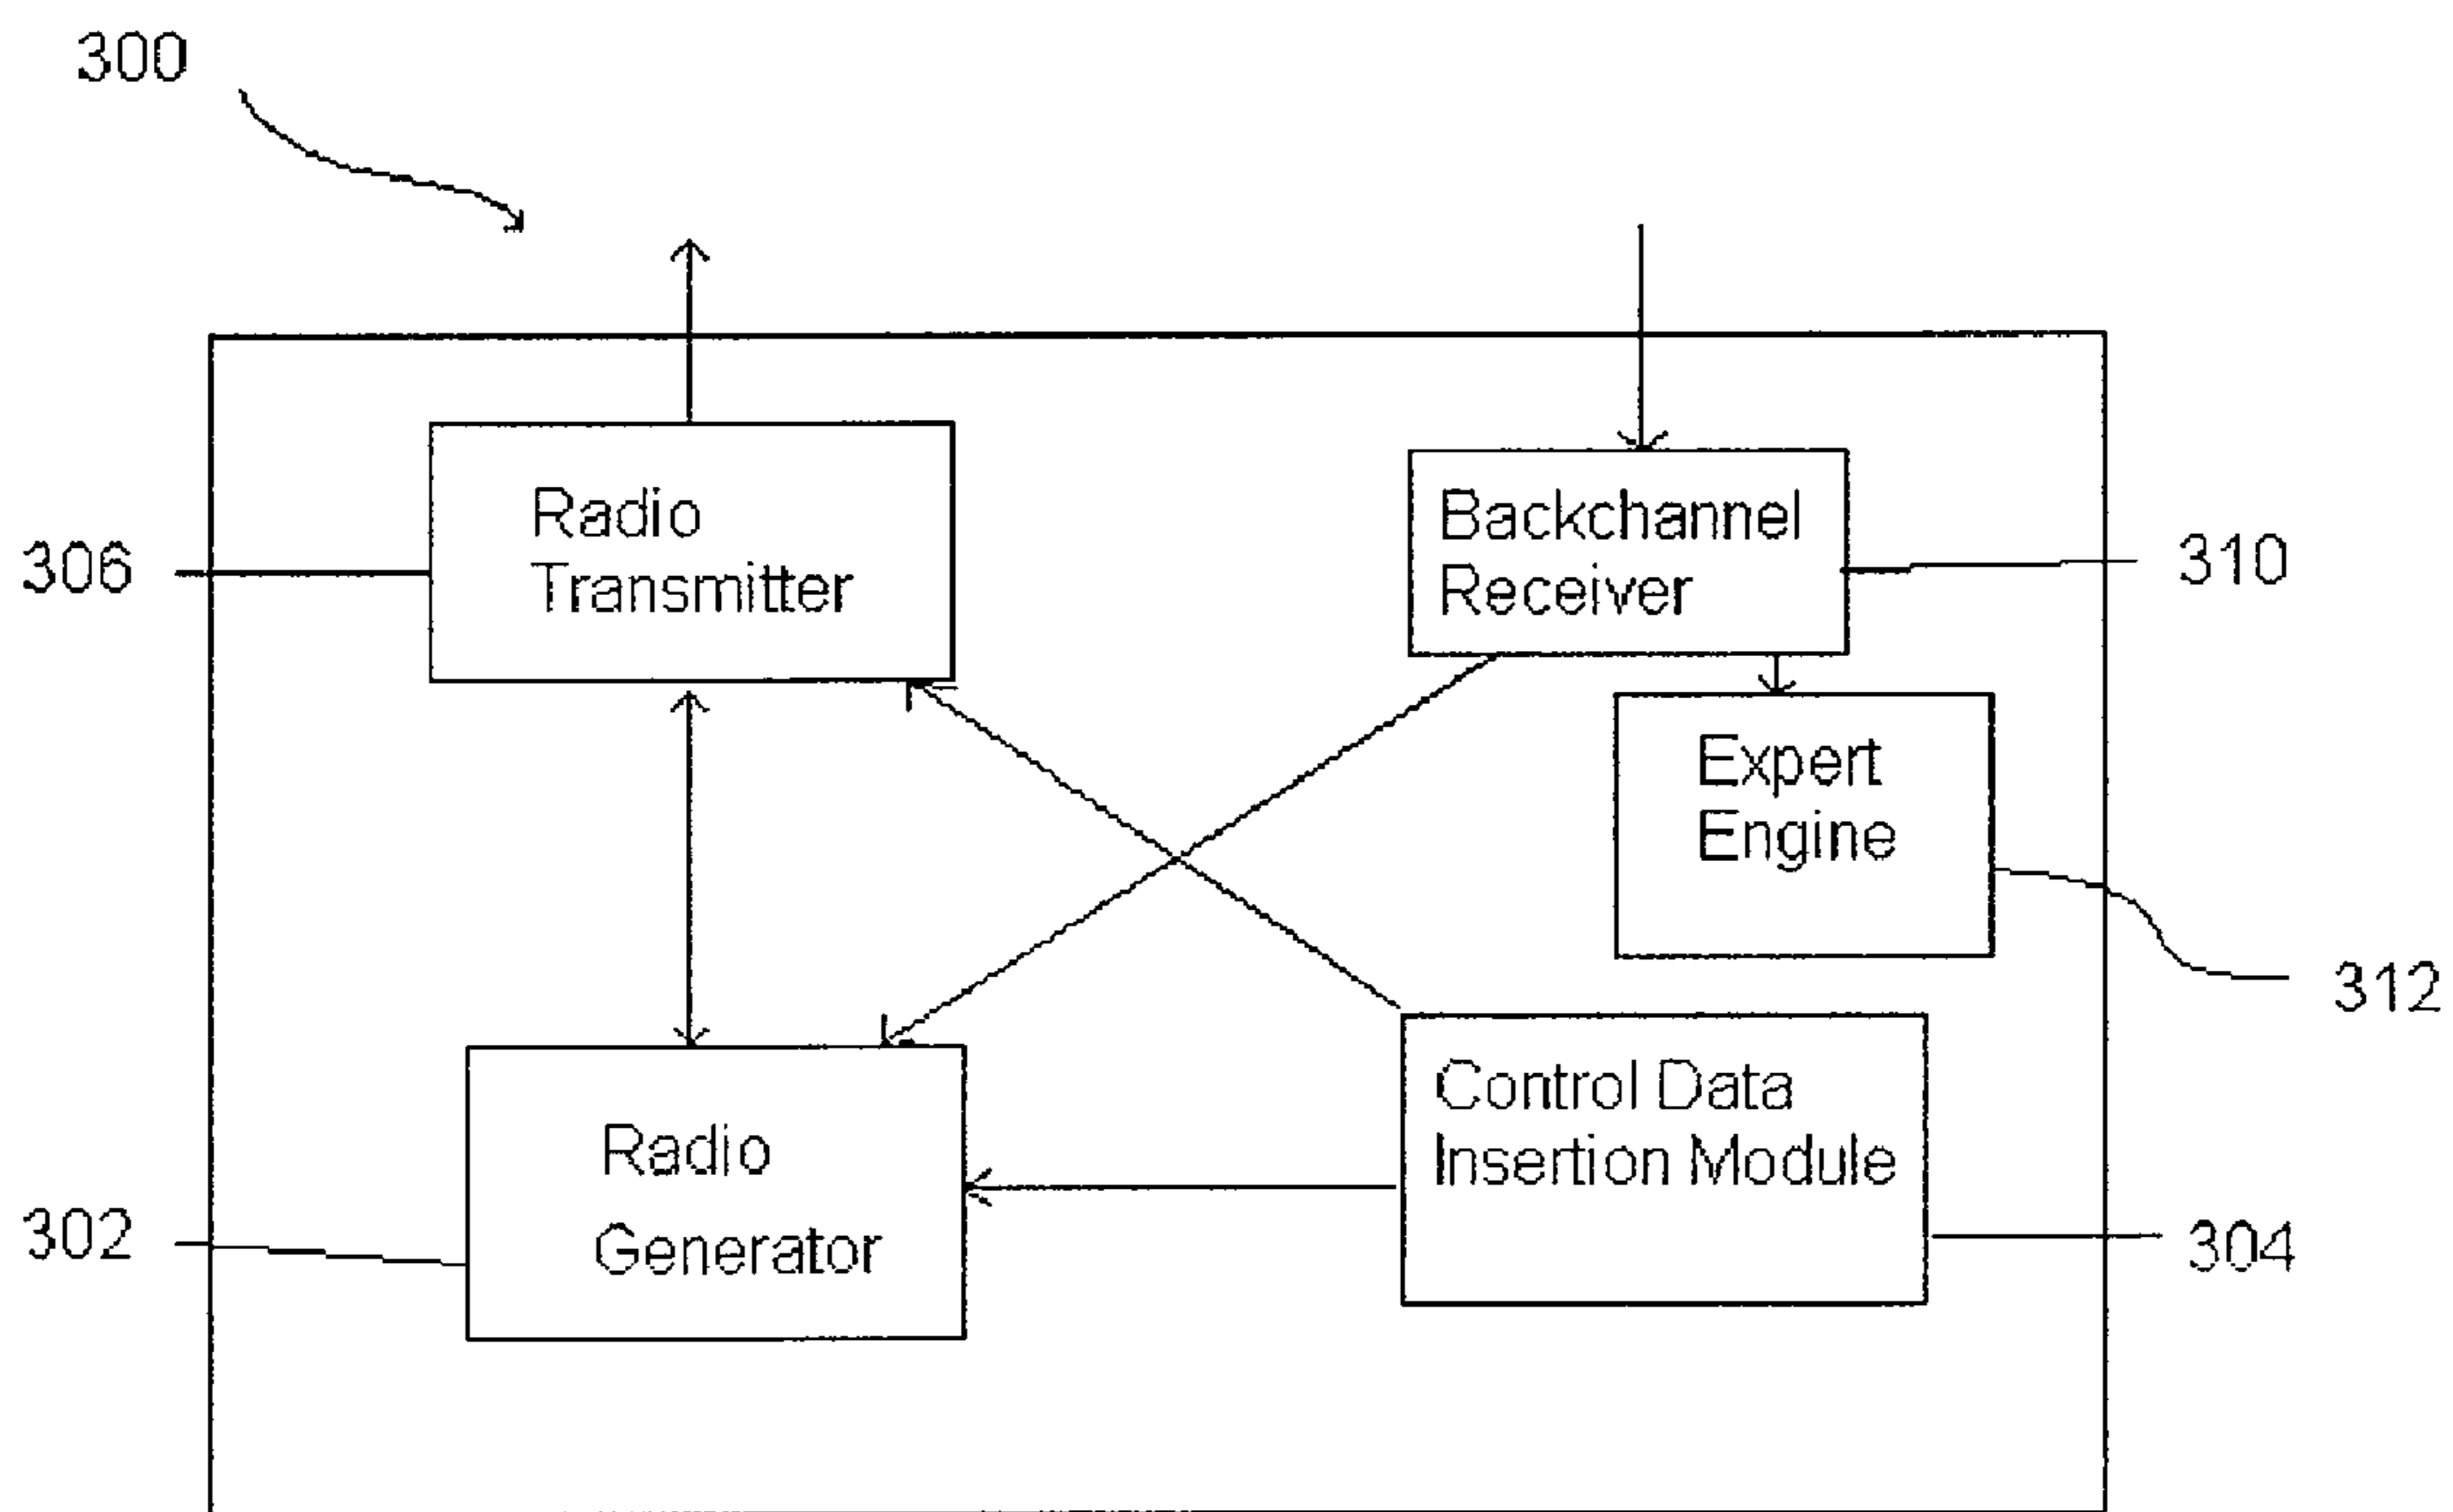 300
Radio
Transmitter
306
Backchannel
Receiver
310
Expert
Engine
312
Radio
Generator
302
Control Data
Insertion Module
304